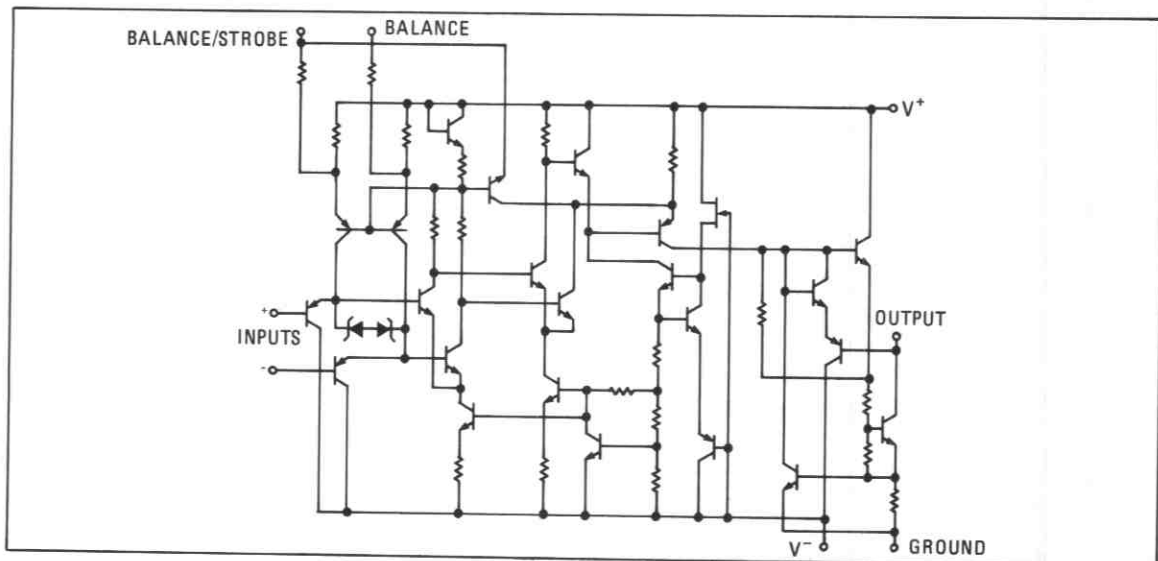 BALANCE/STROBE
BALANCE
V+
+
INPUTS
-
OUTPUT
V-
GROUND